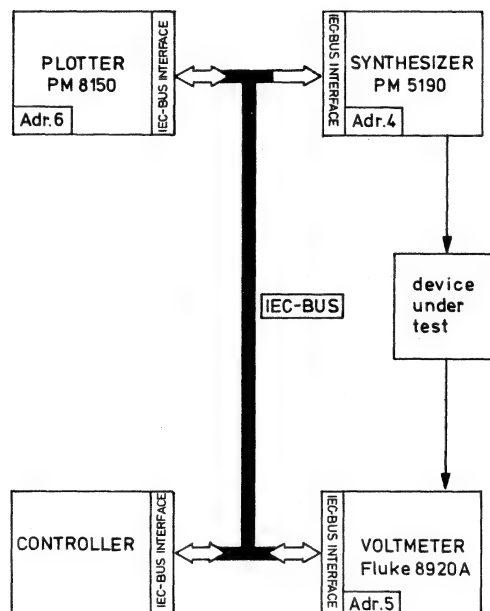 PLOTTER
PM 8150
Adr.6
IEC-BUS INTERFACE
IEC-BUS INTERFACE
SYNTHESIZER
PM 5190
Adr.4
device
under
test
IEC-BUS
CONTROLLER
IEC-BUS INTERFACE
IEC-BUS INTERFACE
VOLTMETER
Fluke 8920A
Adr.5